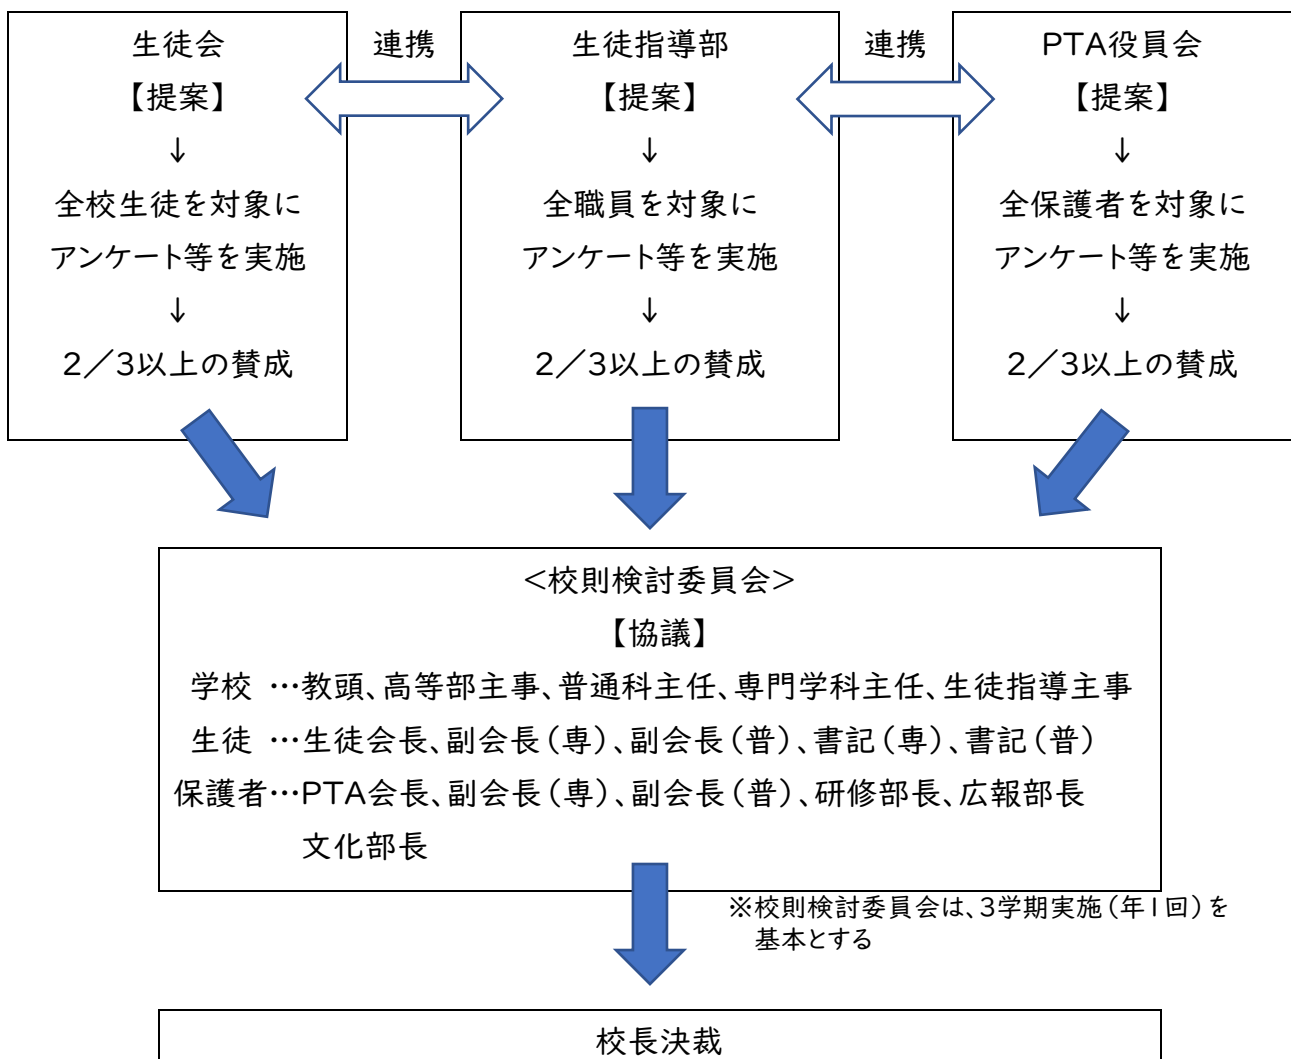 生徒会
【提案】
↓
全校生徒を対象に
アンケート等を実施
↓
2/3以上の賛成
連携
生徒指導部
【提案】
↓
全職員を対象に
アンケート等を実施
↓
2/3以上の賛成
連携
PTA役員会
【提案】
↓
全保護者を対象に
アンケート等を実施
↓
2/3以上の賛成
<校則検討委員会>
【協議】
学校 …教頭、高等部主事、普通科主任、専門学科主任、生徒指導主事
生徒 …生徒会長、副会長(専)、副会長(普)、書記(専)、書記(普)
保護者…PTA会長、副会長(専)、副会長(普)、研修部長、広報部長
文化部長
※校則検討委員会は、3学期実施(年1回)を
基本とする
校長決裁